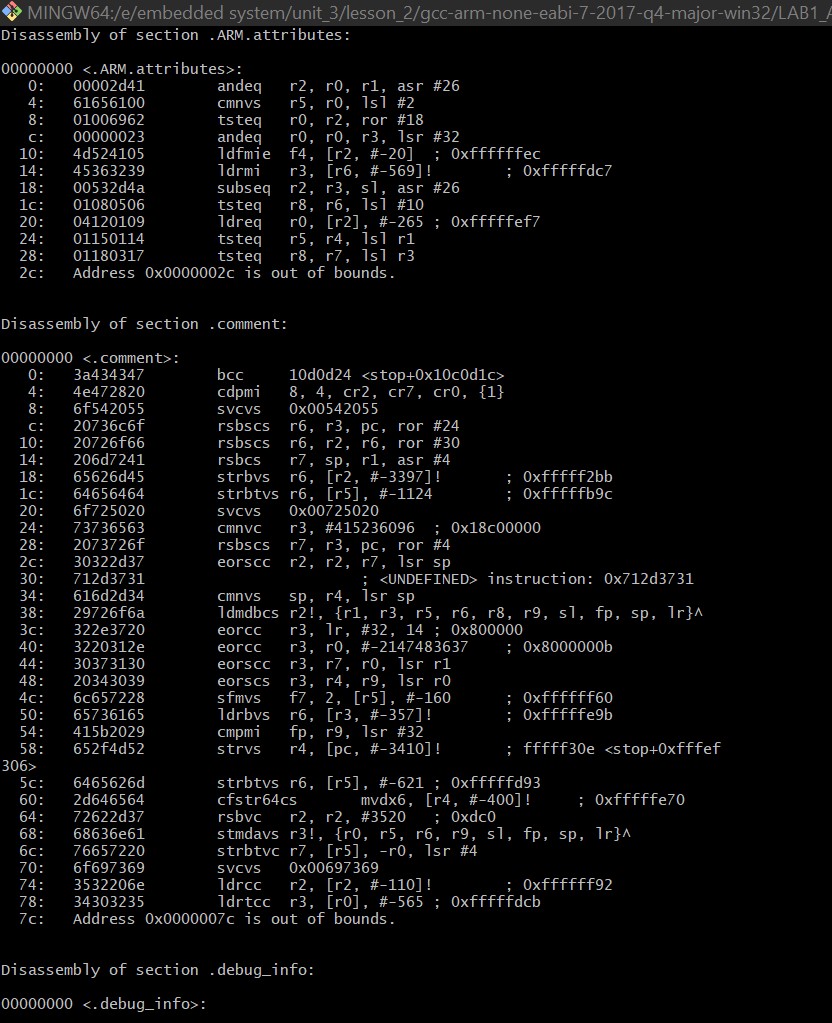 MINGW64:/e/embedded system/unit_3/lesson_2/gcc-arm-none-eabi-7-2017-q4-major-win32/LAB1_
Disassembly of section .ARM.attributes:
00000000 <.ARM.attributes>:
0: 00002d41 andeq r2, r0, r1, asr #26
4: 61656100 cmnvs r5, r0, lsl #2
8: 01006962 tsteq r0, r2, ror #18
c: 00000023 andeq r0, r0, r3, lsr #32
10: 4d524105 ldfmie f4, [r2, #-20] ; 0xffffffec
14: 45363239 ldrmi r3, [r6, #-569]! ; 0xfffffdc7
18: 00532d4a subseq r2, r3, sl, asr #26
1c: 01080506 tsteq r8, r6, lsl #10
20: 04120109 ldreq r0, [r2], #-265 ; 0xfffffef7
24: 01150114 tsteq r5, r4, lsl r1
28: 01180317 tsteq r8, r7, lsl r3
2c: Address 0x0000002c is out of bounds.
Disassembly of section .comment:
00000000 <.comment>:
0: 3a434347 bcc 10d0d24 <stop+0x10c0d1c>
4: 4e472820 cdpmi 8, 4, cr2, cr7, cr0, {1}
8: 6f542055 svcvs 0x00542055
c: 20736c6f rsbscs r6, r3, pc, ror #24
10: 20726f66 rsbscs r6, r2, r6, ror #30
14: 206d7241 rsbcs r7, sp, r1, asr #4
18: 65626d45 strbvs r6, [r2, #-3397]! ; 0xfffff2bb
1c: 64656464 strbtvs r6, [r5], #-1124 ; 0xfffffb9c
20: 6f725020 svcvs 0x00725020
24: 73736563 cmnvc r3, #415236096 ; 0x18c00000
28: 2073726f rsbscs r7, r3, pc, ror #4
2c: 30322d37 eorscc r2, r2, r7, lsr sp
30: 712d3731 ; <UNDEFINED> instruction: 0x712d3731
34: 616d2d34 cmnvs sp, r4, lsr sp
38: 29726f6a ldmdbcs r2!, {r1, r3, r5, r6, r8, r9, sl, fp, sp, lr}^
3c: 322e3720 eorcc r3, lr, #32, 14 ; 0x800000
40: 3220312e eorcc r3, r0, #-2147483637 ; 0x8000000b
44: 30373130 eorscc r3, r7, r0, lsr r1
48: 20343039 eorscs r3, r4, r9, lsr r0
4c: 6c657228 sfmvs f7, 2, [r5], #-160 ; 0xffffff60
50: 65736165 ldrbvs r6, [r3, #-357]! ; 0xfffffe9b
54: 415b2029 cmpmi fp, r9, lsr #32
58: 652f4d52 strvs r4, [pc, #-3410]! ; fffff30e <stop+0xfffef
306>
5c: 6465626d strbtvs r6, [r5], #-621 ; 0xfffffd93
60: 2d646564 cfstr64cs mvdx6, [r4, #-400]! ; 0xfffffe70
64: 72622d37 rsbvc r2, r2, #3520 ; 0xdc0
68: 68636e61 stmdavs r3!, {r0, r5, r6, r9, sl, fp, sp, lr}^
6c: 76657220 strbtvc r7, [r5], -r0, lsr #4
70: 6f697369 svcvs 0x00697369
74: 3532206e ldrcc r2, [r2, #-110]! ; 0xffffff92
78: 34303235 ldrtcc r3, [r0], #-565 ; 0xfffffdcb
7c: Address 0x0000007c is out of bounds.
Disassembly of section .debug_info:
00000000 <.debug_info>: